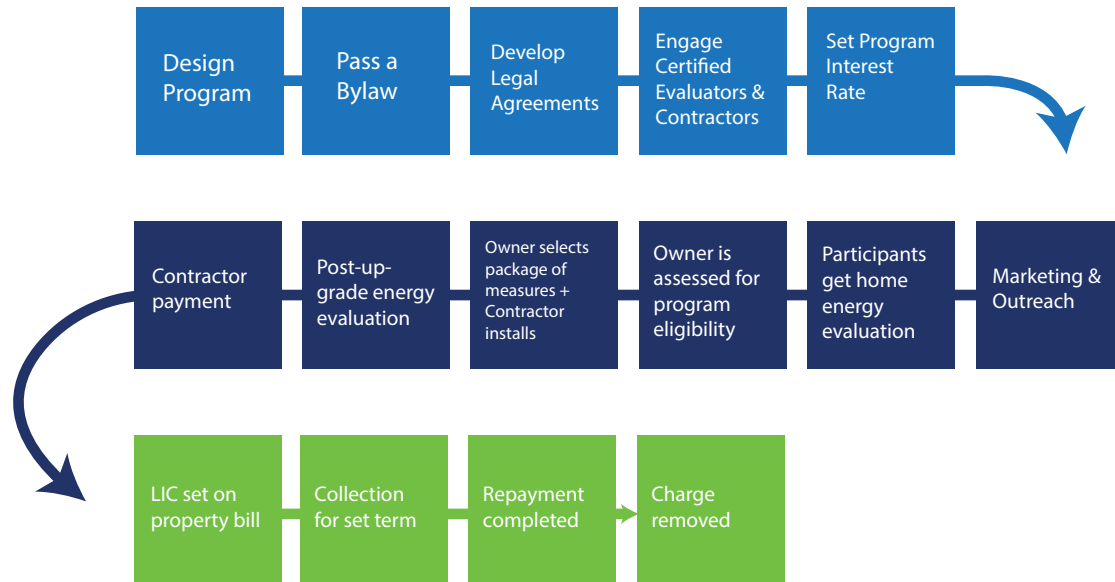 Design
Program
Pass a
Bylaw
Develop
Legal
Agreements
Engage
Certified
Evaluators &
Contractors
Set Program
Interest
Rate
Marketing &
Outreach
Participants
get home
energy
evaluation
Owner is
assessed for
program
eligibility
Owner selects
package of
measures +
Contractor
installs
Post-up-
grade energy
evaluation
Contractor
payment
LIC set on
property bill
Collection
for set term
Repayment
completed
Charge
removed